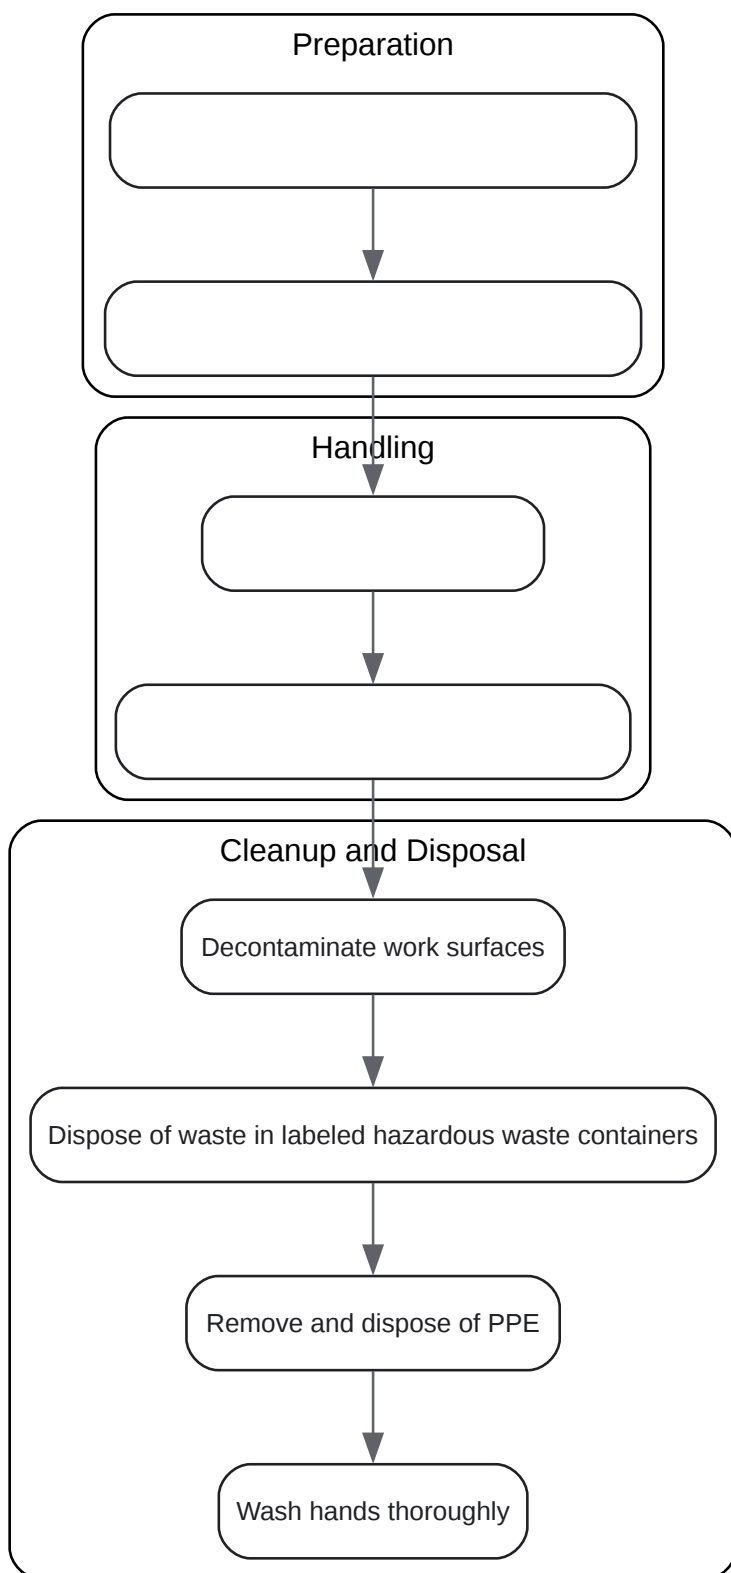 Preparation
Handling
Cleanup and Disposal
Decontaminate work surfaces
Dispose of waste in labeled hazardous waste containers
Remove and dispose of PPE
Wash hands thoroughly